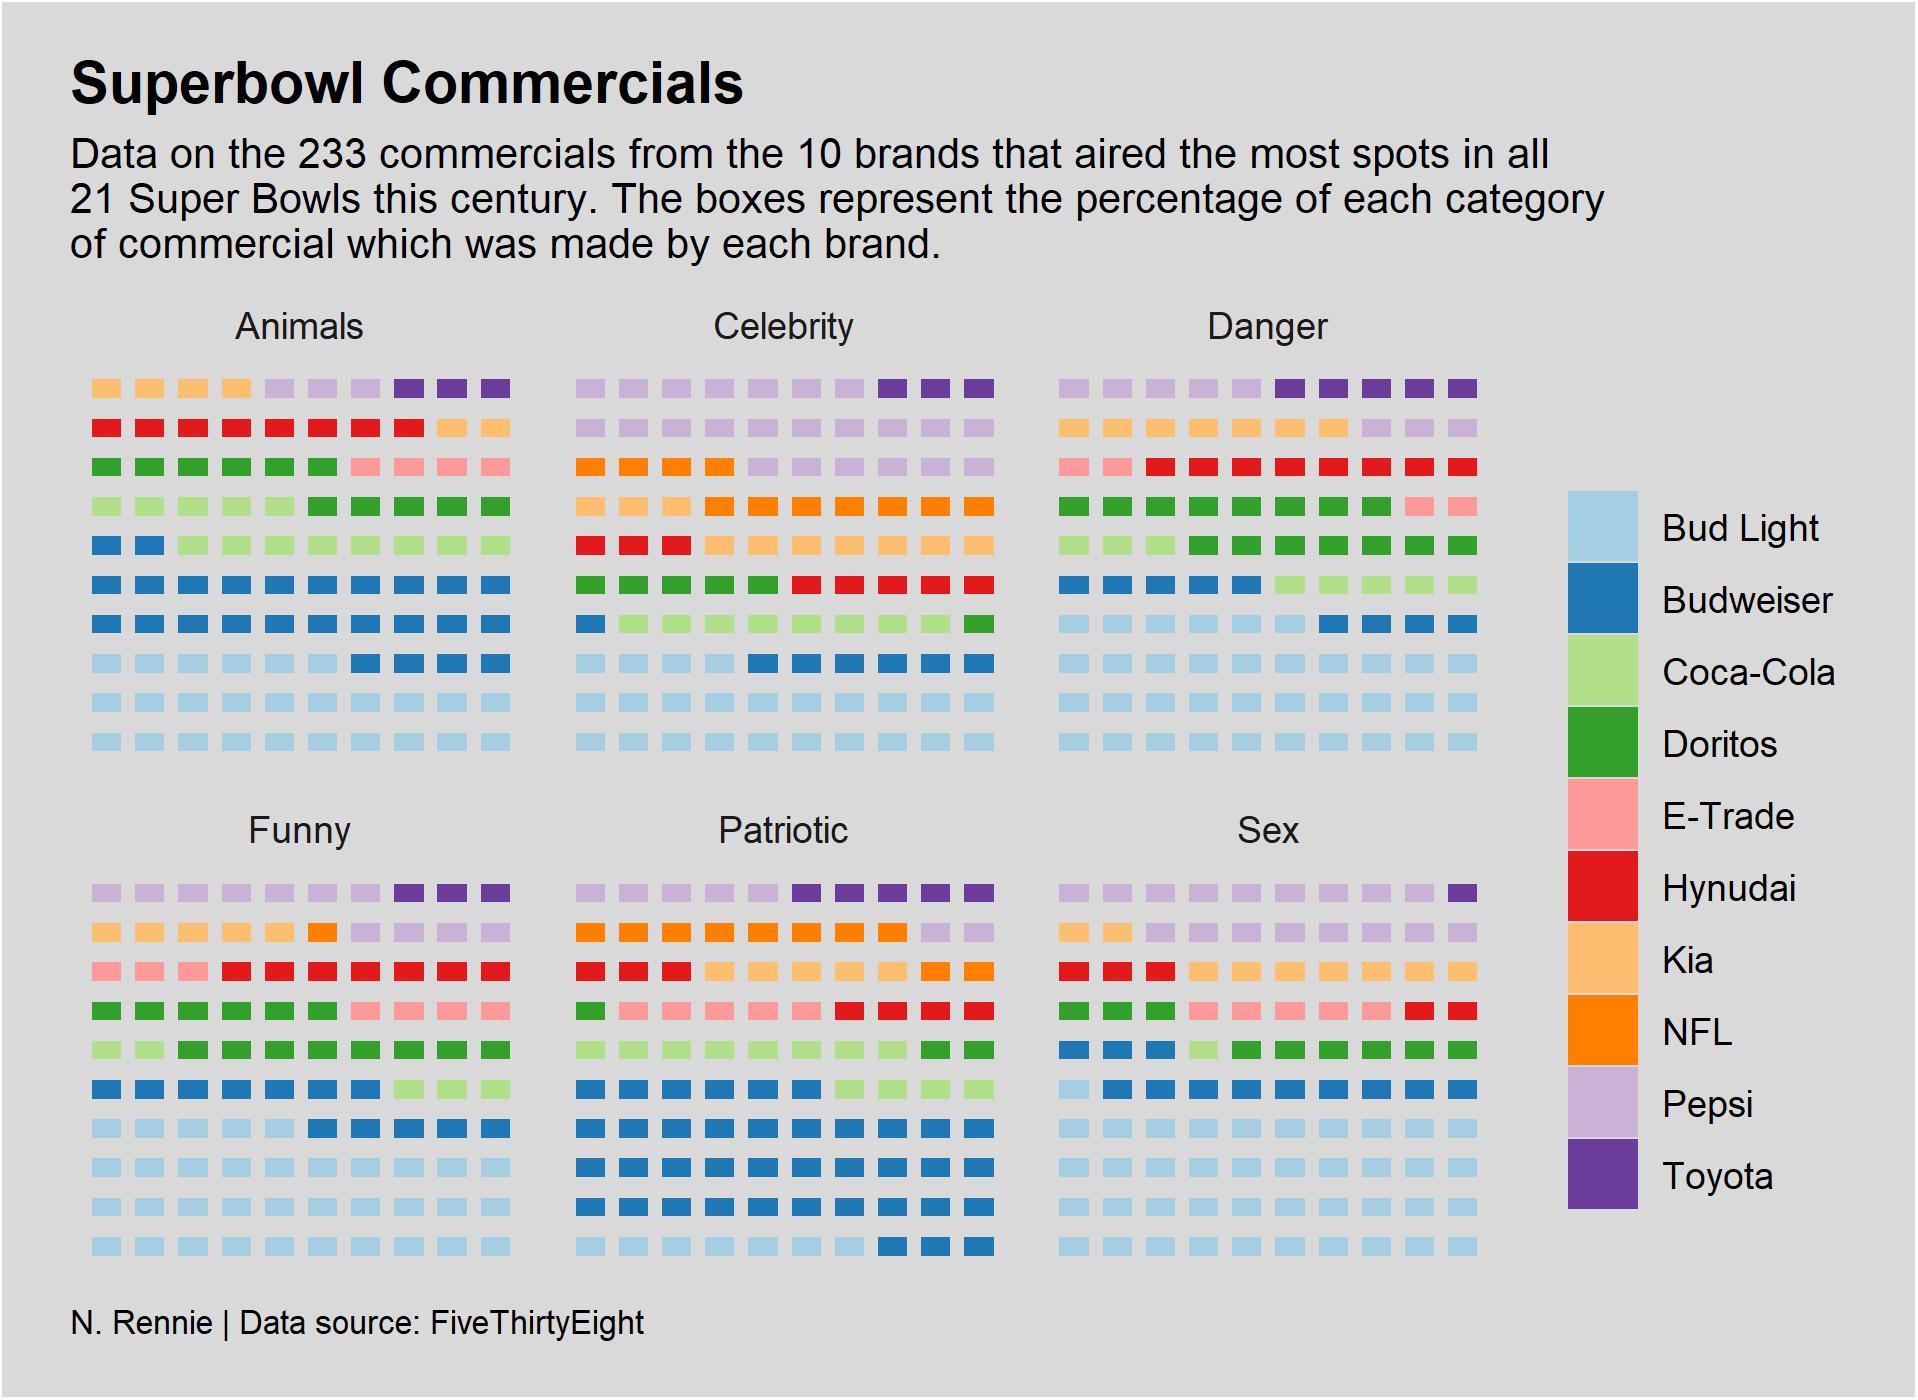 Superbowl Commercials
Data on the 233 commercials from the 10 brands that aired the most spots in all
21 Super Bowls this century. The boxes represent the percentage of each category
of commercial which was made by each brand.
Animals
Celebrity
Danger
Funny
Patriotic
Sex
Bud Light
Budweiser
Coca-Cola
Doritos
E-Trade
Hynudai
Kia
NFL
Pepsi
Toyota
N. Rennie | Data source: FiveThirtyEight